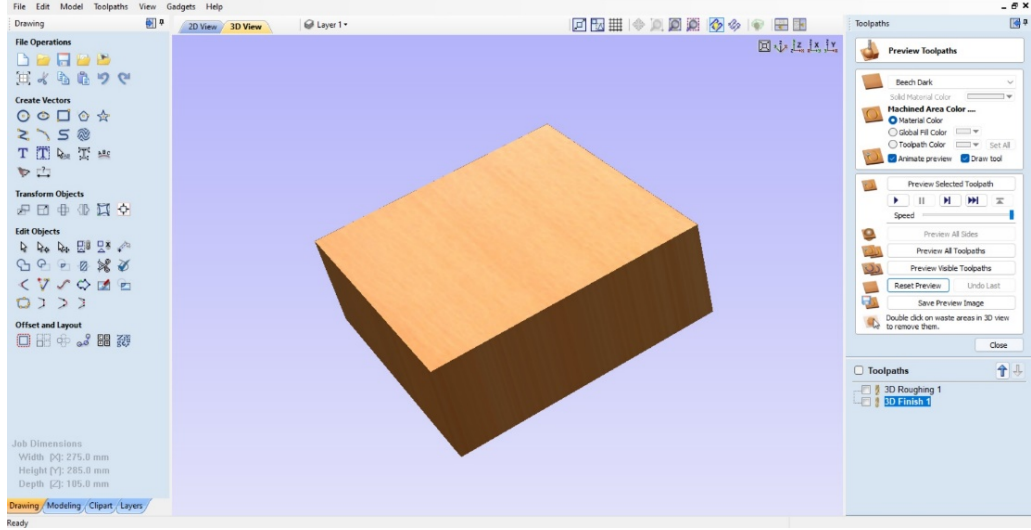 File Edit Model Toolpaths View Gadgets Help
Drawing
2D View 3D View
Layer 1
Toolpaths
File Operations
Create Vectors
Transform Objects
Edit Objects
Offset and Layout
Job Dimensions
Width [X]: 275.0 mm
Height [Y]: 285.0 mm
Depth [Z]: 105.0 mm
Drawing Modeling Clipart Layers
Ready
Preview Toolpaths
Beech Dark
Solid Material Color
Machined Area Color ....
Material Color
Global Fill Color
Toolpath Color Set All
Animate preview Draw tool
Preview Selected Toolpath
Speed
Preview All Sides
Preview All Toolpaths
Preview Visible Toolpaths
Reset Preview Undo Last
Save Preview Image
Double click on waste areas in 3D view
to remove them.
Close
Toolpaths
3D Roughing 1
3D Finish 1